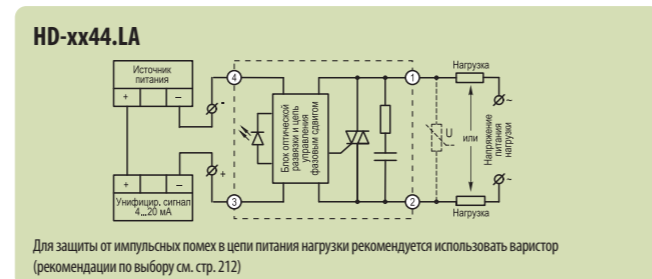 HD-xx44.LA
Источник
питания
+ –
4
-
1
Нагрузка
~
Блок оптической
развязки и цепь
управления
фазовым сдвигом
U
или
Напряжение
питания
нагрузки
+ –
Унифицир. сигнал
4...20 мА
+
3
2
~
Нагрузка
Для защиты от импульсных помех в цепи питания нагрузки рекомендуется использовать варистор
(рекомендации по выбору см. стр. 212)